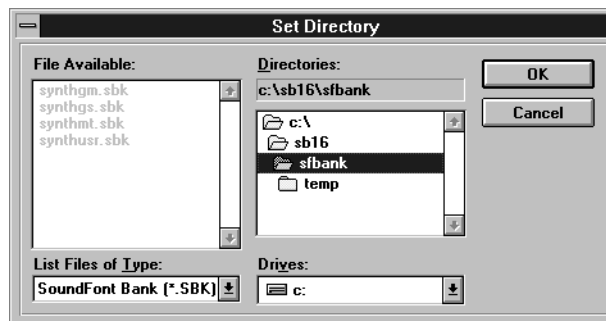 Set Directory
File Available:
synthgm.sbk
synthgs.sbk
synthmt.sbk
synthusr.sbk
List Files of Type:
SoundFont Bank (*.SBK)
Directories:
c:\sb16\sfbank
c:\
sb16
sfbank
temp
Drives:
c:
OK
Cancel